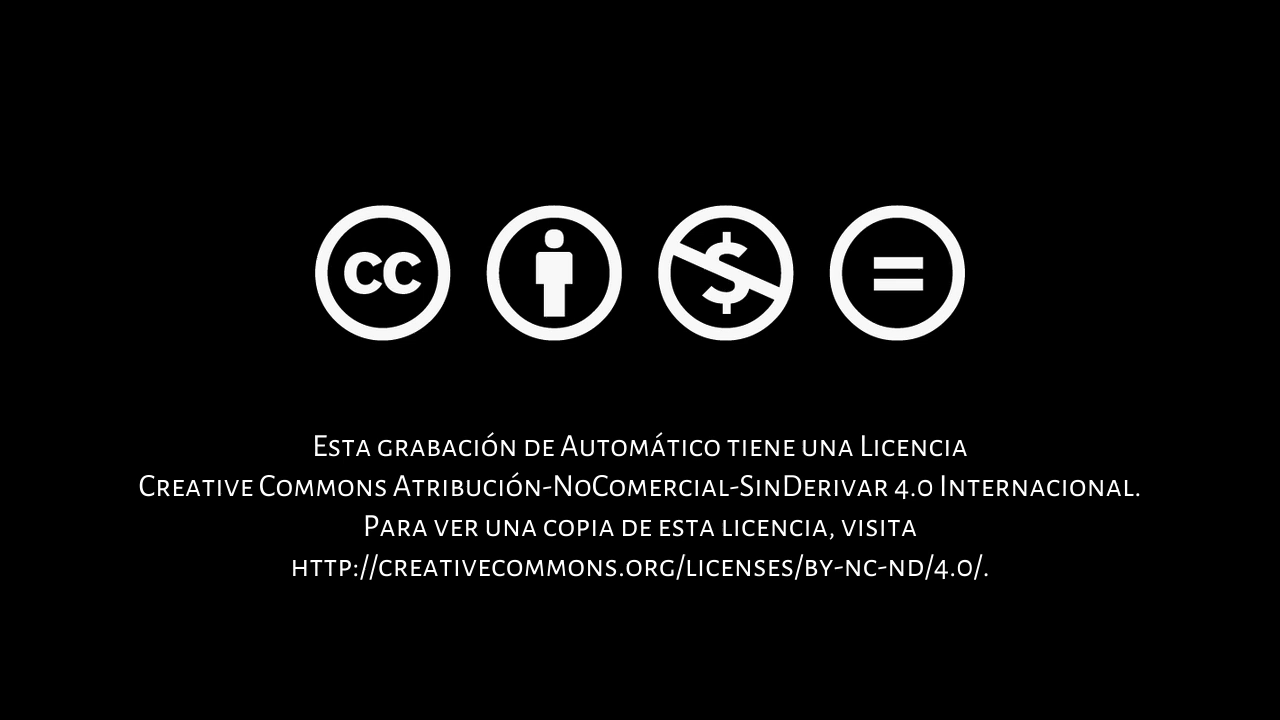 cc
$
=
Esta grabación de Automático tiene una Licencia
Creative Commons Atribución-NoComercial-SinDerivar 4.0 Internacional.
Para ver una copia de esta licencia, visita
http://creativecommons.org/licenses/by-nc-nd/4.0/.